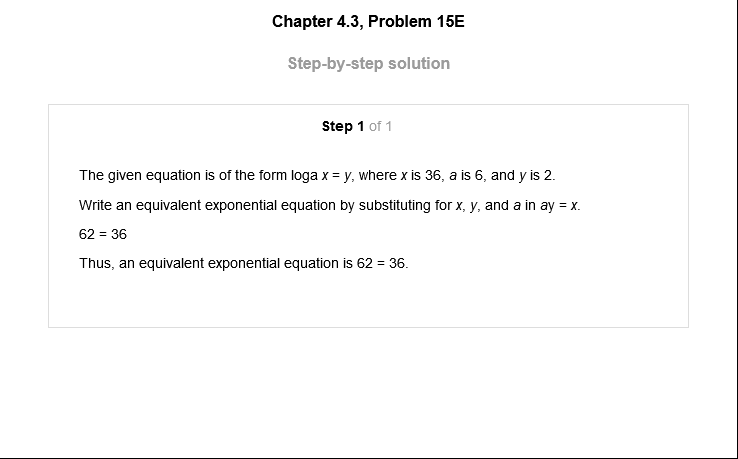 Chapter 4.3, Problem 15E
Step-by-step solution
Step 1 of 1
The given equation is of the form loga x = y, where x is 36, a is 6, and y is 2.
Write an equivalent exponential equation by substituting for x, y, and a in ay = x.
62 = 36
Thus, an equivalent exponential equation is 62 = 36.